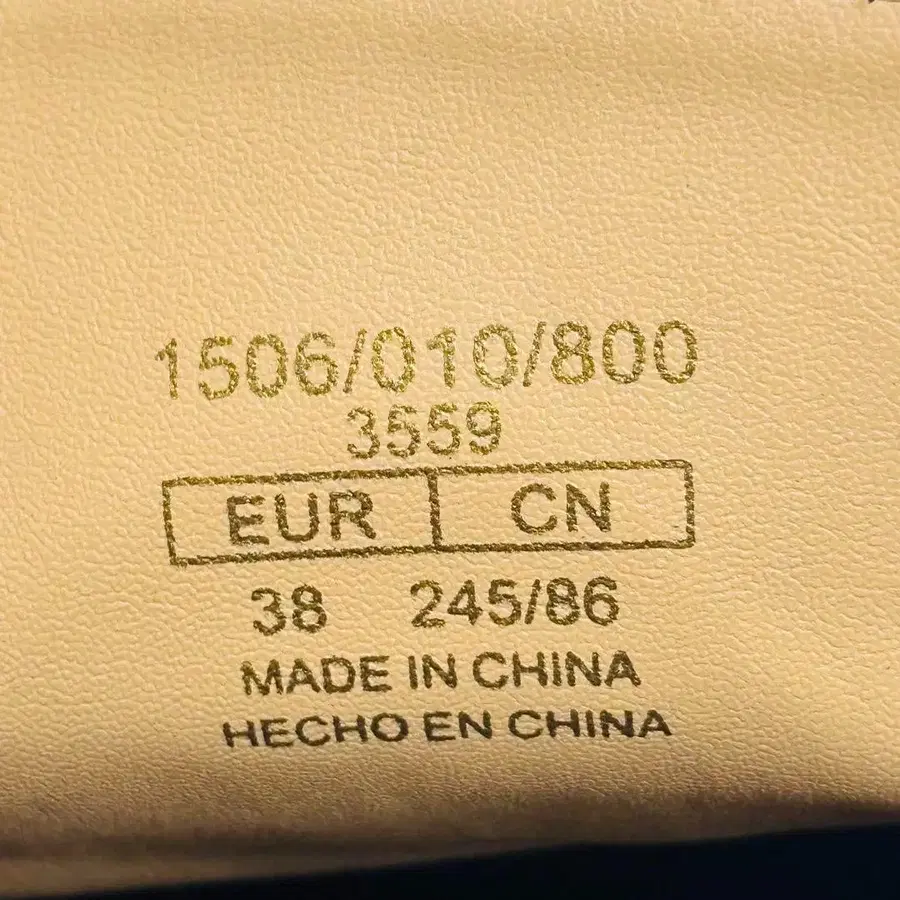 1506/010/800
3559
EUR CN
38 245/86
MADE IN CHINA
HECHO EN CHINA